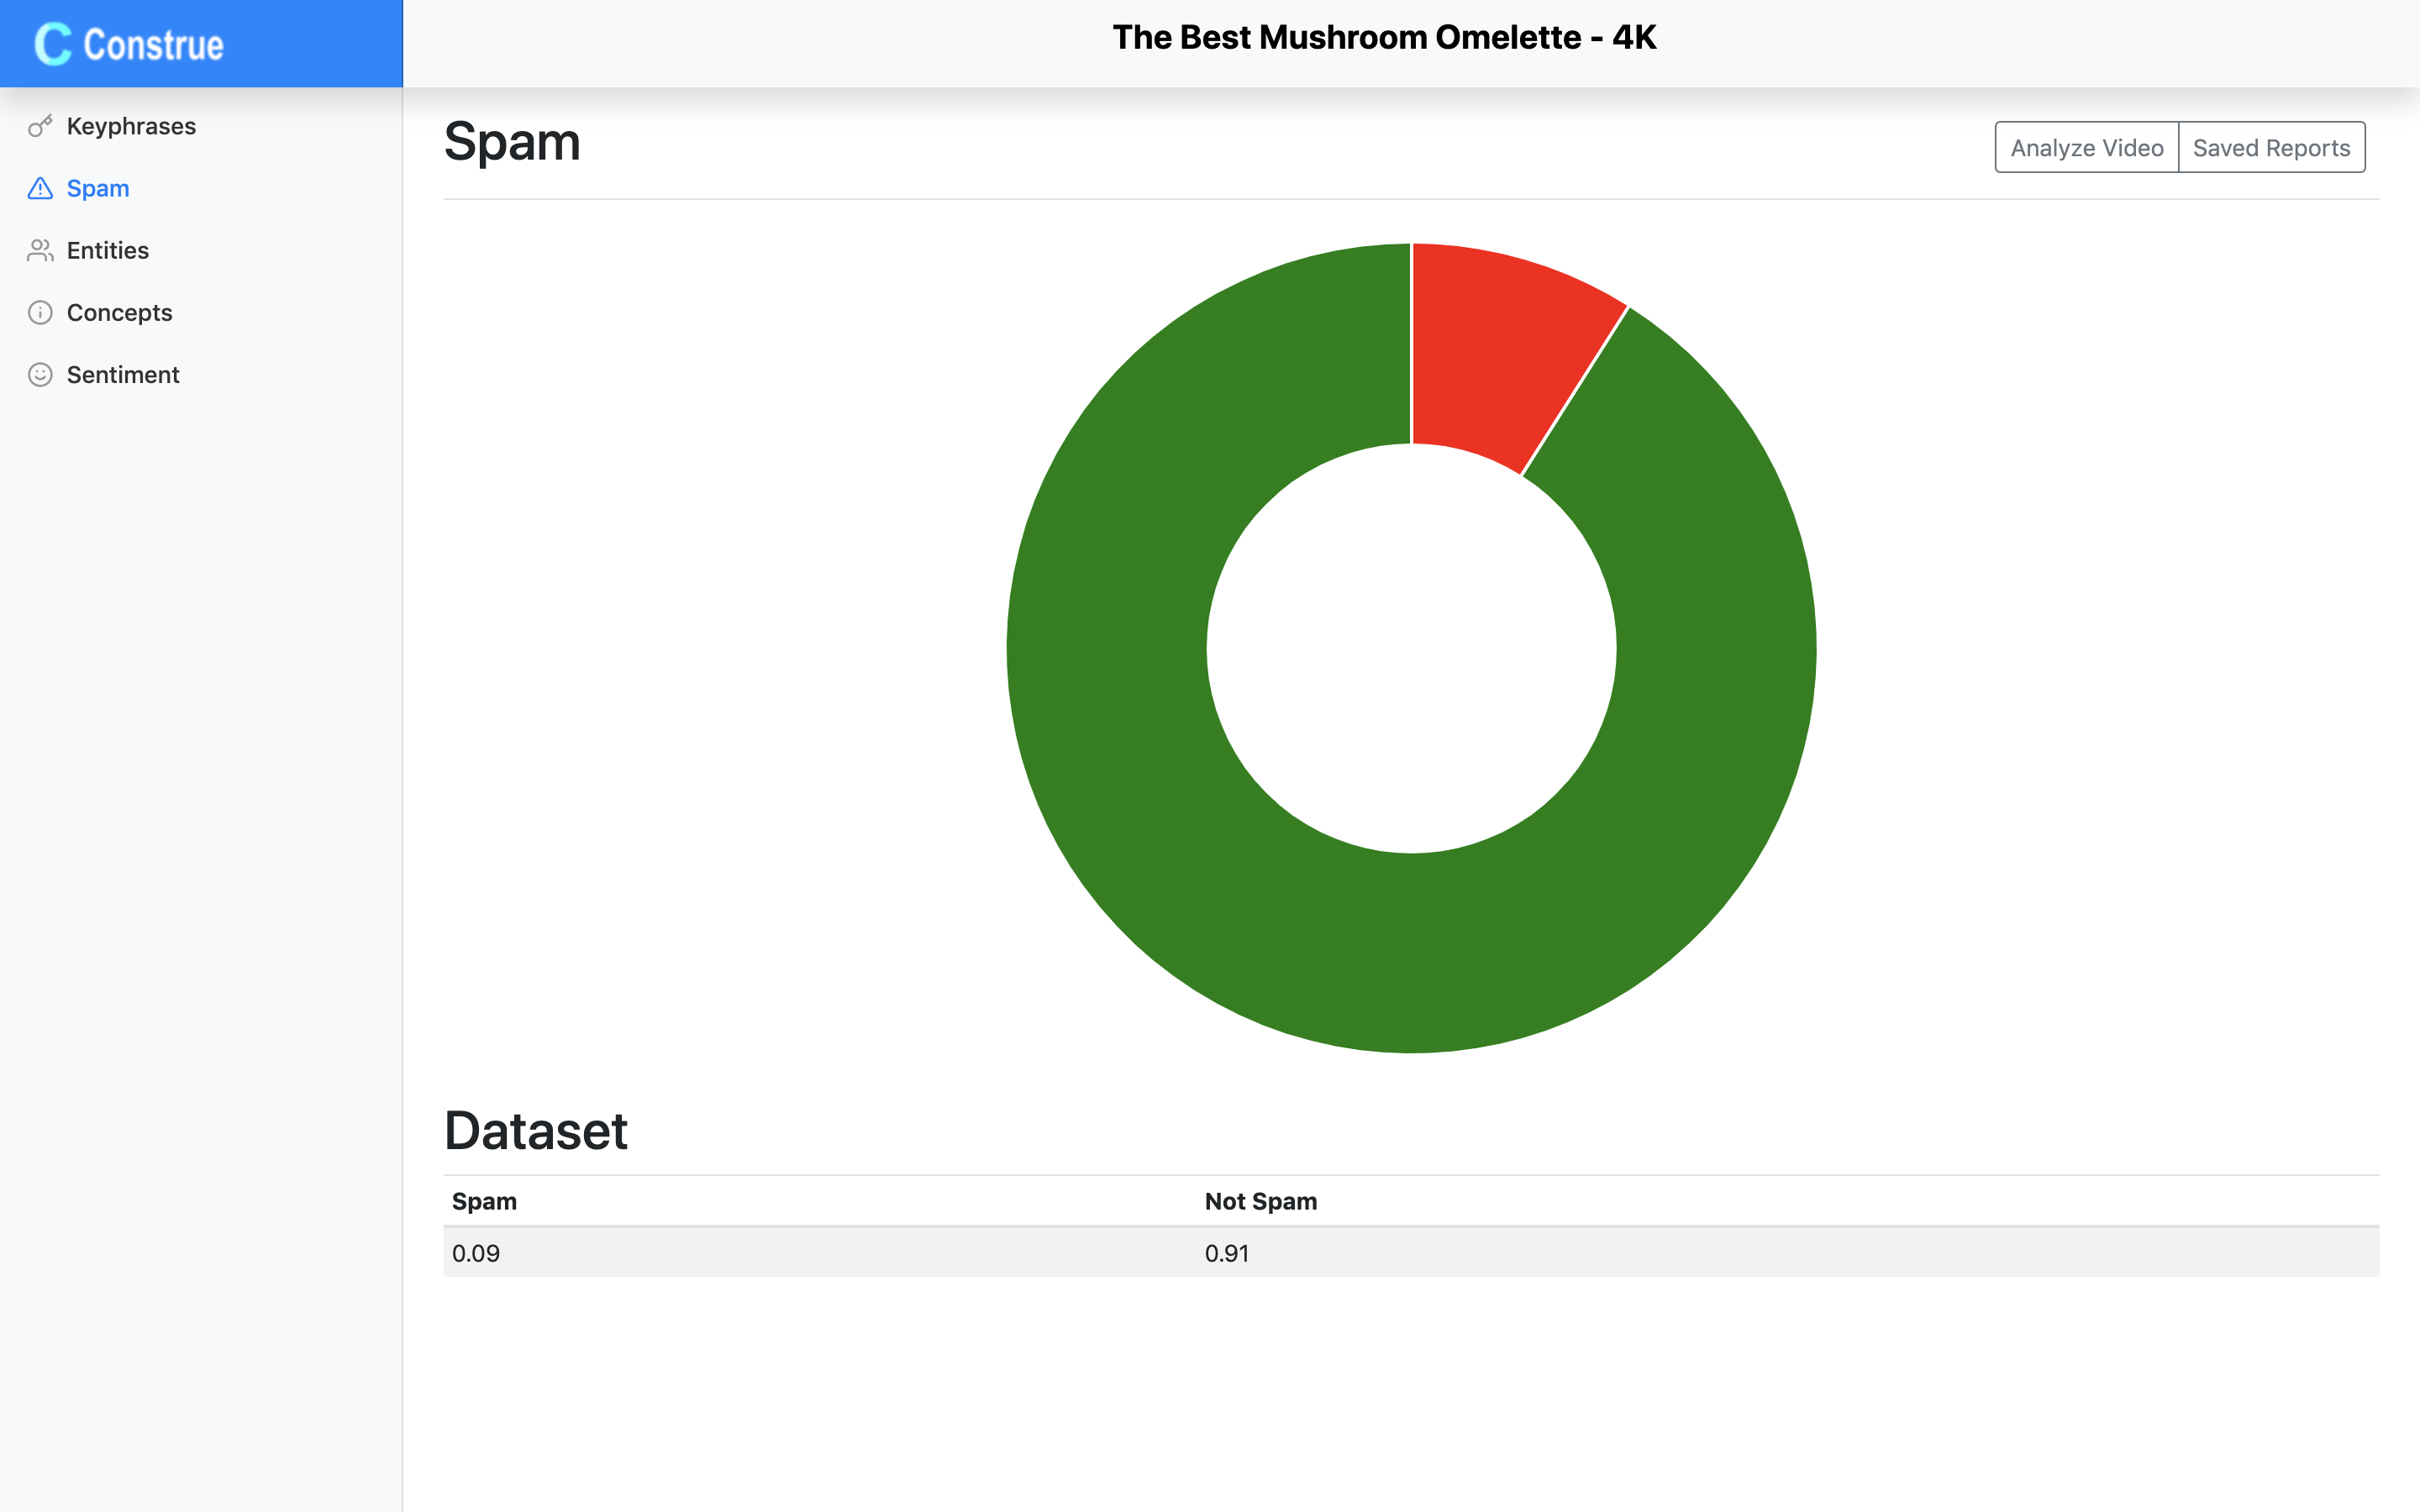 C Construe
The Best Mushroom Omelette - 4K
Keyphrases
Spam
Entities
Concepts
Sentiment
Spam
Analyze Video
Saved Reports
Dataset
Spam Not Spam
0.09 0.91